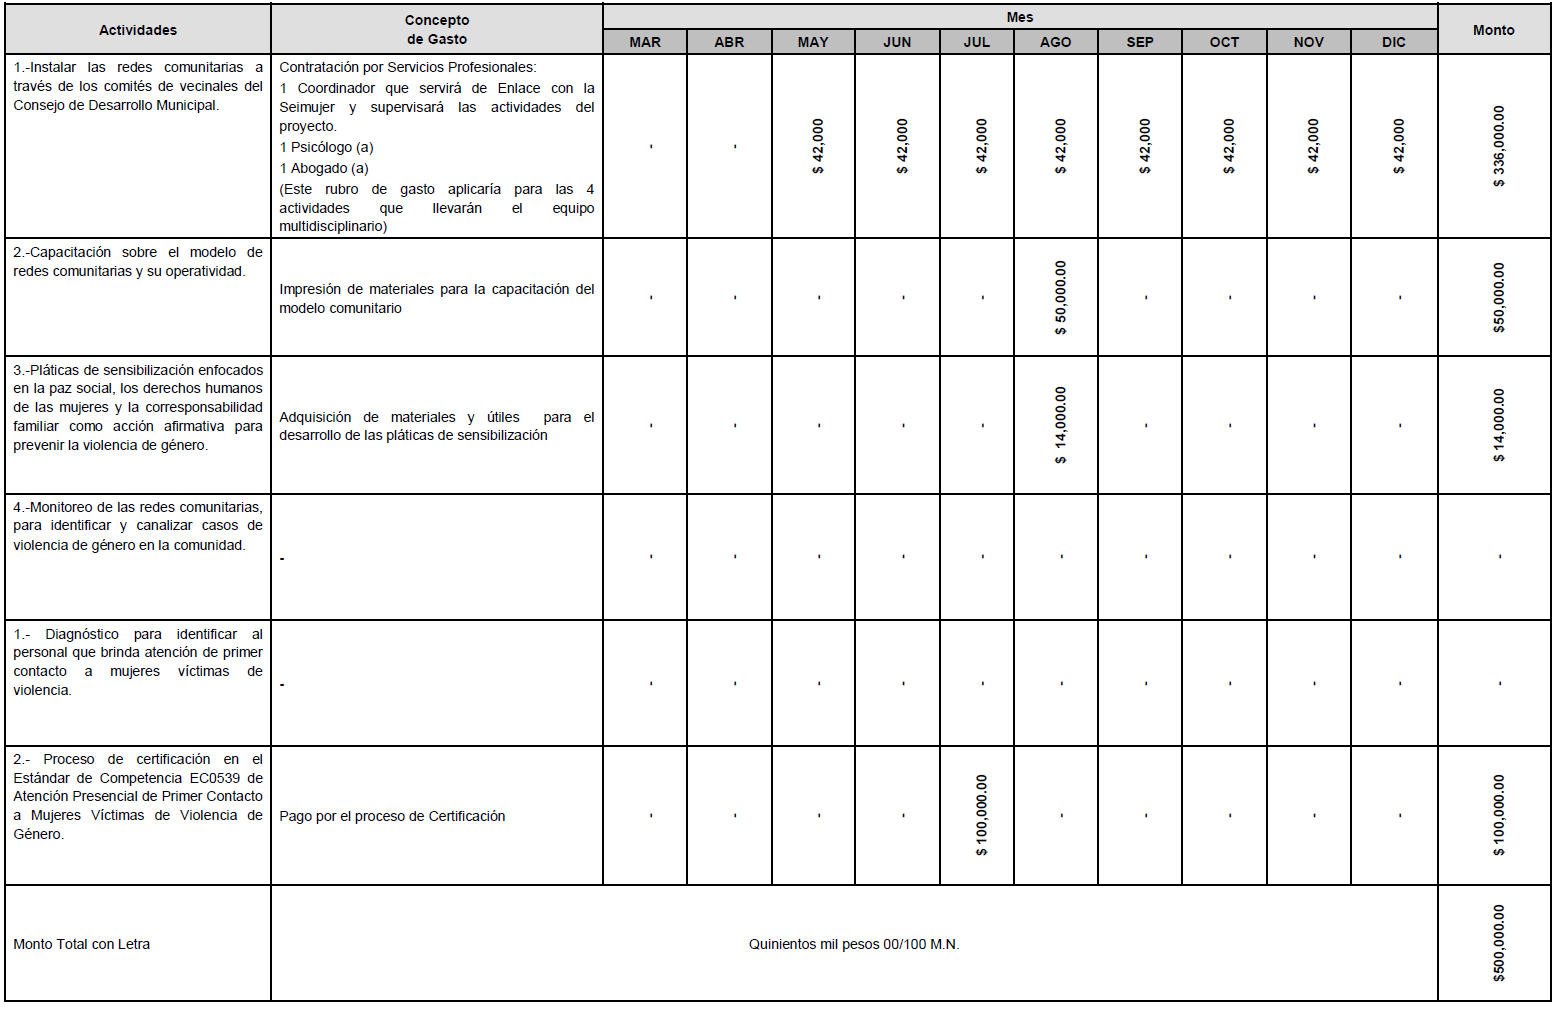 Actividades
Concepto
de Gasto
Mes
Monto
MAR ABR MAY JUN JUL AGO SEP OCT NOV DIC
1.-Instalar las redes comunitarias a
través de los comités de vecinales del
Consejo de Desarrollo Municipal.
Contratación por Servicios Profesionales:
1 Coordinador que servirá de Enlace con la
Seimujer y supervisará las actividades del
proyecto.
1 Psicólogo (a)
1 Abogado (a)
(Este rubro de gasto aplicaría para las 4
actividades que llevarán el equipo
multidisciplinario)
- - $ 42,000 $ 42,000 $ 42,000 $ 42,000 $ 42,000 $ 42,000 $ 42,000 $ 42,000 $ 336,000.00
2.-Capacitación sobre el modelo de
redes comunitarias y su operatividad.
Impresión de materiales para la capacitación del
modelo comunitario
- - - - - $ 50,000.00 - - - - $50,000.00
3.-Pláticas de sensibilización enfocados
en la paz social, los derechos humanos
de las mujeres y la corresponsabilidad
familiar como acción afirmativa para
prevenir la violencia de género.
Adquisición de materiales y útiles para el
desarrollo de las pláticas de sensibilización
- - - - - $ 14,000.00 - - - - $ 14,000.00
4.-Monitoreo de las redes comunitarias,
para identificar y canalizar casos de
violencia de género en la comunidad.
-
- - - - - - - - - - -
1.- Diagnóstico para identificar al
personal que brinda atención de primer
contacto a mujeres víctimas de
violencia.
-
- - - - - - - - - - -
2.- Proceso de certificación en el
Estándar de Competencia EC0539 de
Atención Presencial de Primer Contacto
a Mujeres Víctimas de Violencia de
Género.
Pago por el proceso de Certificación
- - - - $ 100,000.00 - - - - - $ 100,000.00
Monto Total con Letra
Quinientos mil pesos 00/100 M.N.
$500,000.00